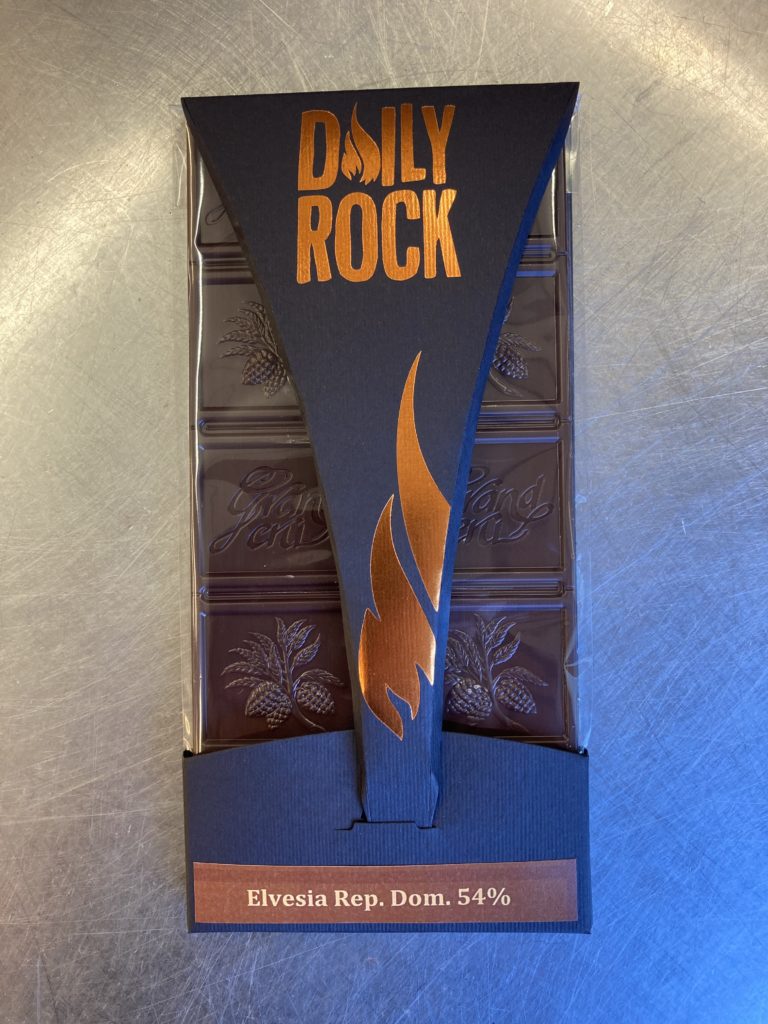 DAILY
ROCK
Grand Grand
cru cru
Elvesia Rep. Dom. 54%